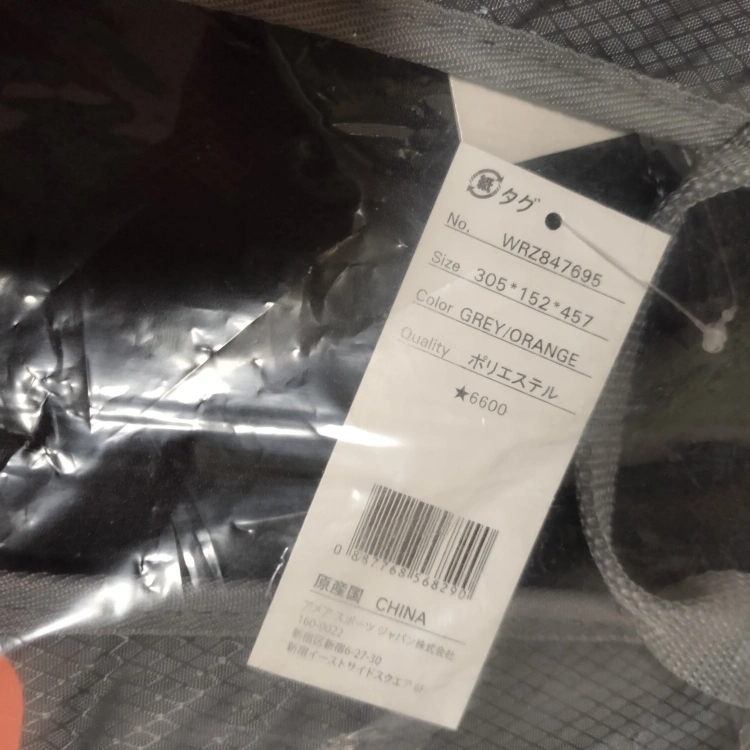 紙 タグ
No. WRZ847695
Size 305*152*457
Color GREY/ORANGE
Quality ポリエステル
★6600
0 887768 568290
原産国 CHINA
アメア スポーツ ジャパン株式会社
160-0022
新宿区新宿6-27-30
新宿イーストサイドスクエア